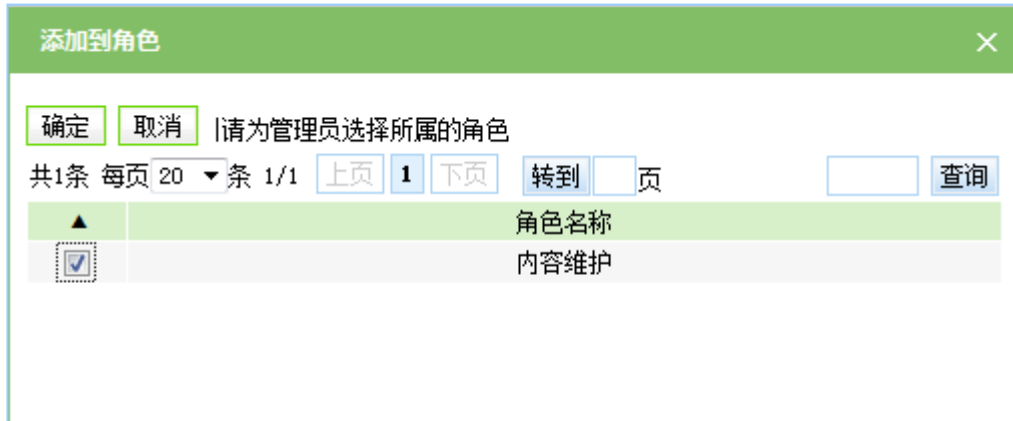 添加到角色
确定 取消 |请为管理员选择所属的角色
共1条 每页 20 条 1/1 上页 1 下页 转到 页 查询
▲ 角色名称
内容维护